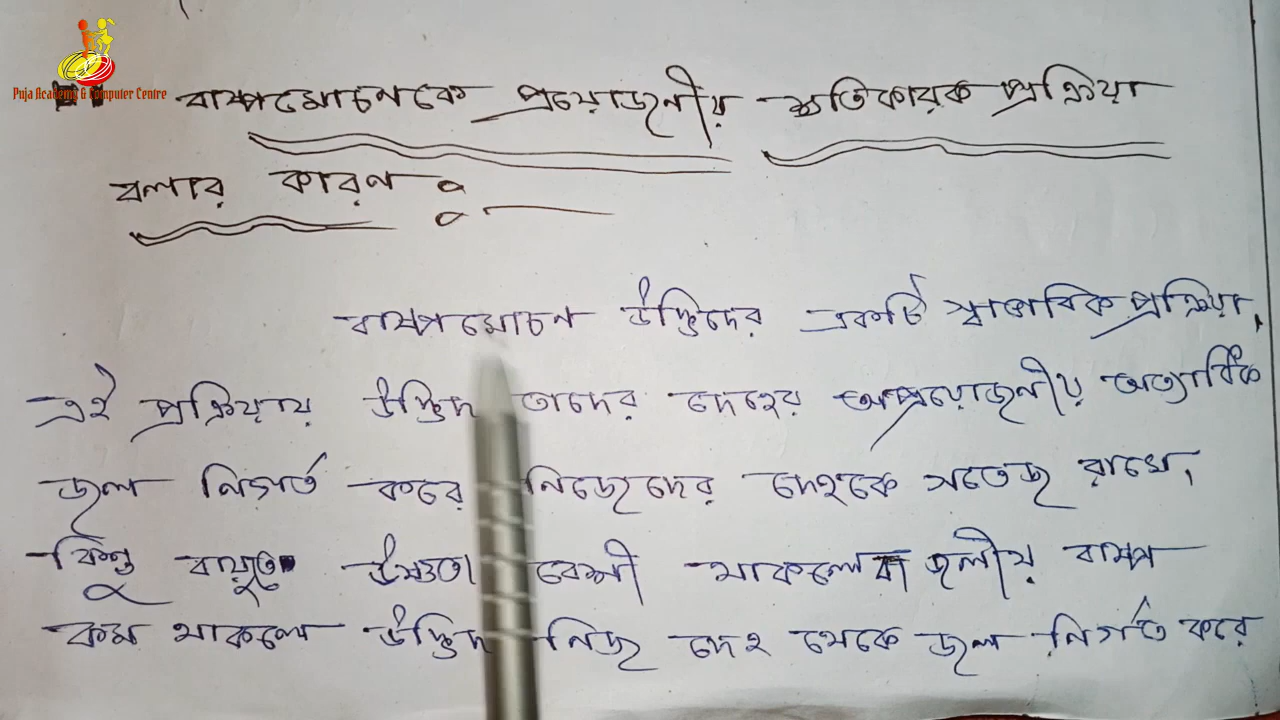 Puja Academy & Computer Centre
বাষ্পমোচনকে প্রয়োজনীয় ক্ষতিকারক প্রক্রিয়া
বলার কারণ :—
বাষ্পমোচন উদ্ভিদের একটি স্বাভাবিক প্রক্রিয়া,
এই প্রক্রিয়ায় উদ্ভিদ তাদের দেহের অপ্রয়োজনীয় অত্যাধিক
জল নির্গত করে নিজেদের দেহকে সতেজ রাখে,
কিন্তু বায়ুতে উষ্ণতা বেশী থাকলে বা জলীয় বাষ্প
কম থাকলে উদ্ভিদ নিজ দেহ থেকে জল নির্গত করে